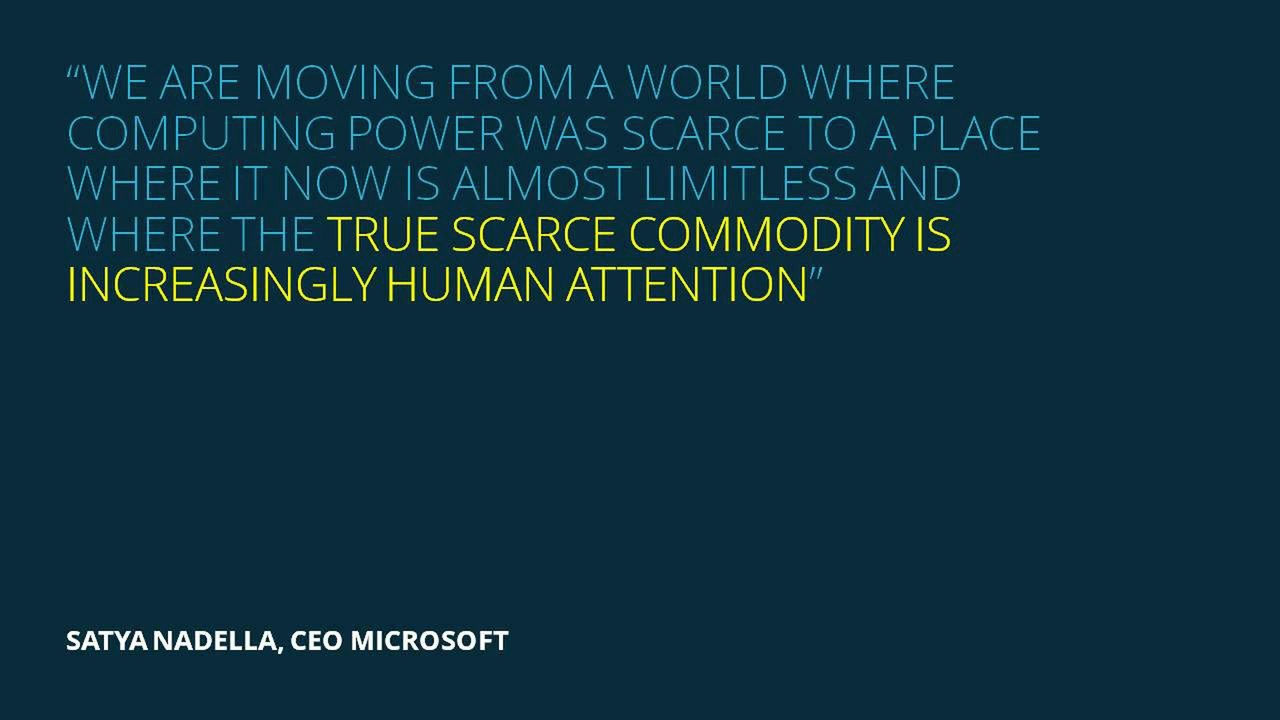 “WE ARE MOVING FROM A WORLD WHERE
COMPUTING POWER WAS SCARCE TO A PLACE
WHERE IT NOW IS ALMOST LIMITLESS AND
WHERE THE TRUE SCARCE COMMODITY IS
INCREASINGLY HUMAN ATTENTION”
SATYA NADELLA, CEO MICROSOFT